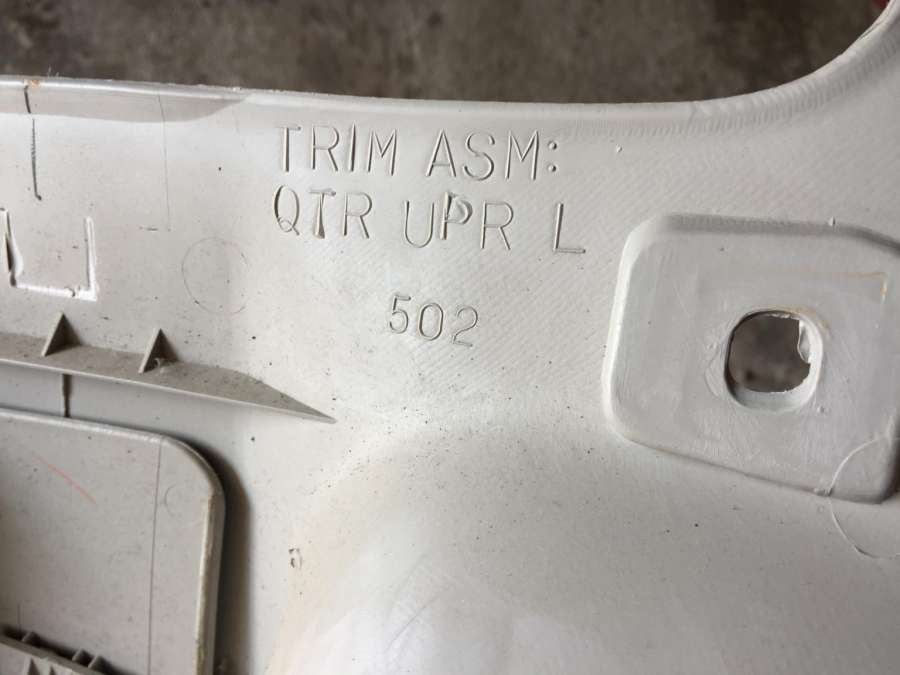 TRIM ASM:
QTR UPR L
502